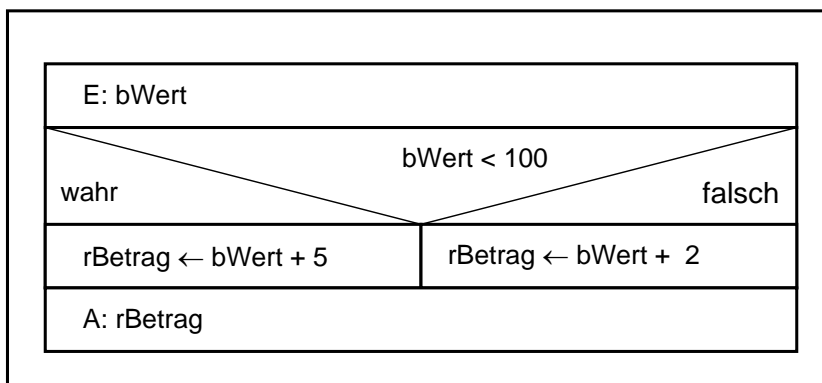 E: bWert
bWert < 100
wahr
falsch
rBetrag ← bWert + 5
rBetrag ← bWert +  2
A: rBetrag